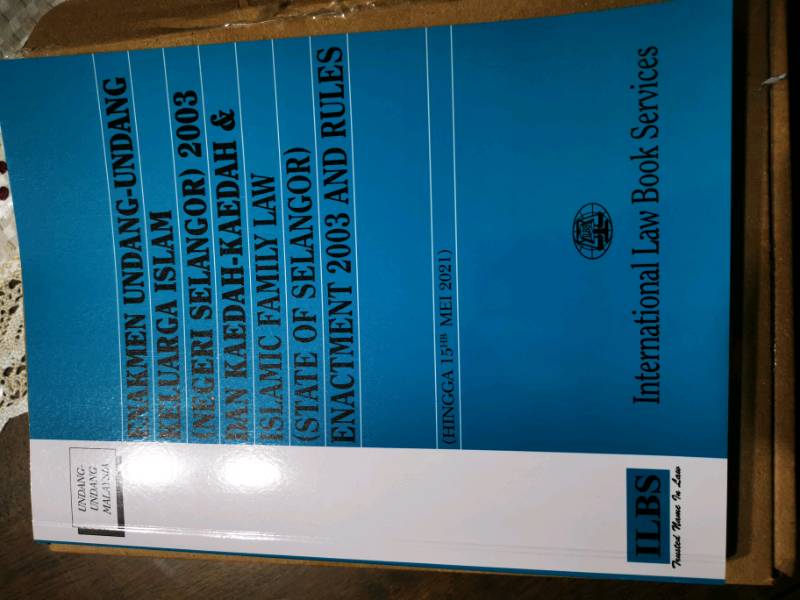 UNDANG-
UNDANG
MALAYSIA
ENAKMEN UNDANG-UNDANG
KELUARGA ISLAM
(NEGERI SELANGOR) 2003
DAN KAEDAH-KAEDAH &
ISLAMIC FAMILY LAW
(STATE OF SELANGOR)
ENACTMENT 2003 AND RULES
(HINGGA 15HB MEI 2021)
ILBS
Trusted Name In Law
International Law Book Services